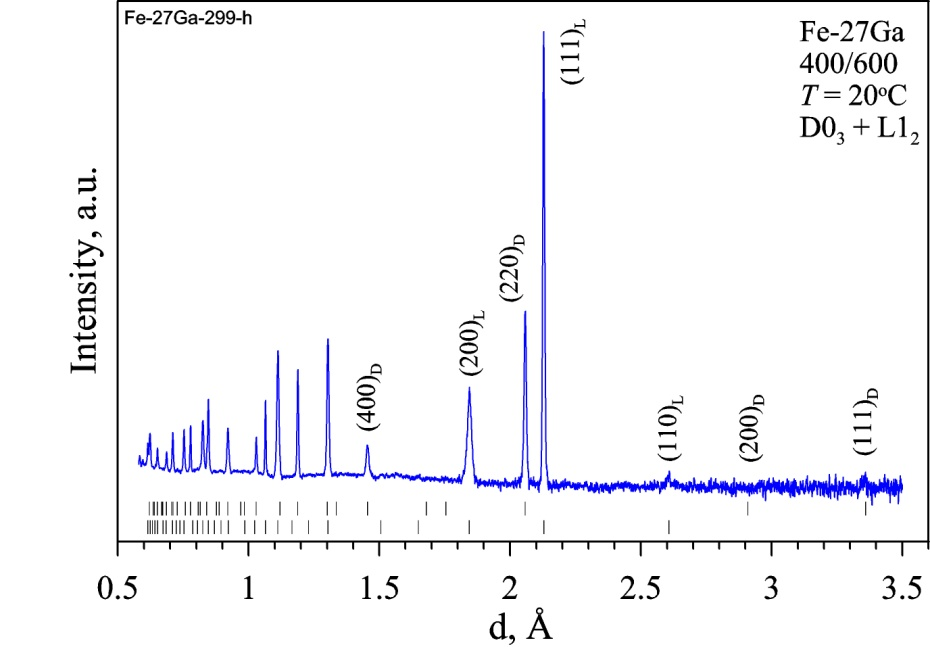 Fe-27Ga-299-h
Fe-27Ga
400/600
T = 20°C
D0₃ + L1₂
(111)L
(220)D
(200)L
(400)D
(110)L
(200)D
(111)D
Intensity, a.u.
0.5 1 1.5 2 2.5 3 3.5
d, Å